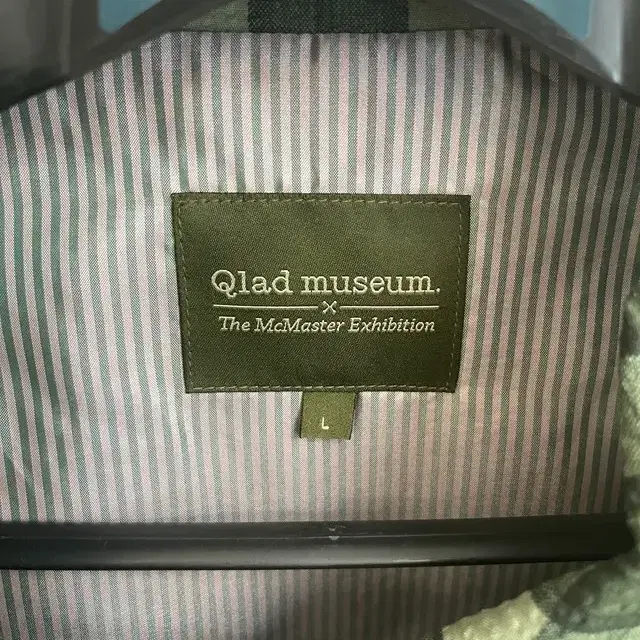 Qlad museum.
The McMaster Exhibition
L